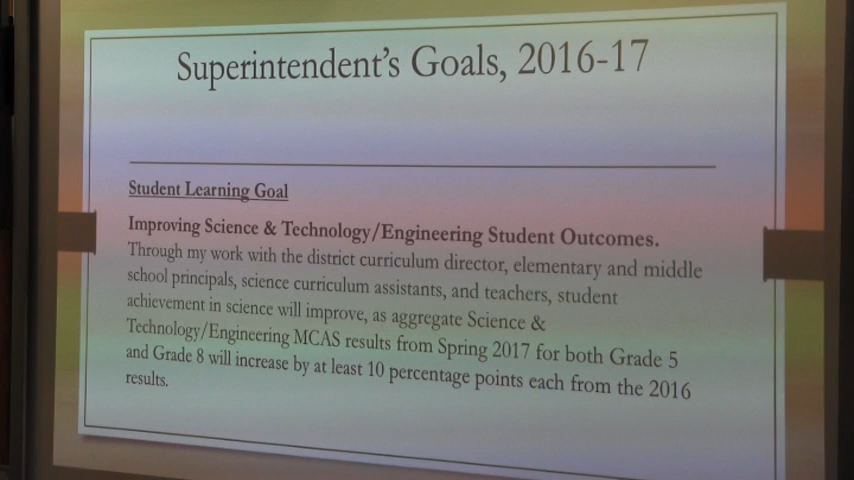 Superintendent's Goals, 2016-17
Student Learning Goal
Improving Science & Technology/Engineering Student Outcomes.
Through my work with the district curriculum director, elementary and middle
school principals, science curriculum assistants, and teachers, student
achievement in science will improve, as aggregate Science &
Technology/Engineering MCAS results from Spring 2017 for both Grade 5
and Grade 8 will increase by at least 10 percentage points each from the 2016
results.